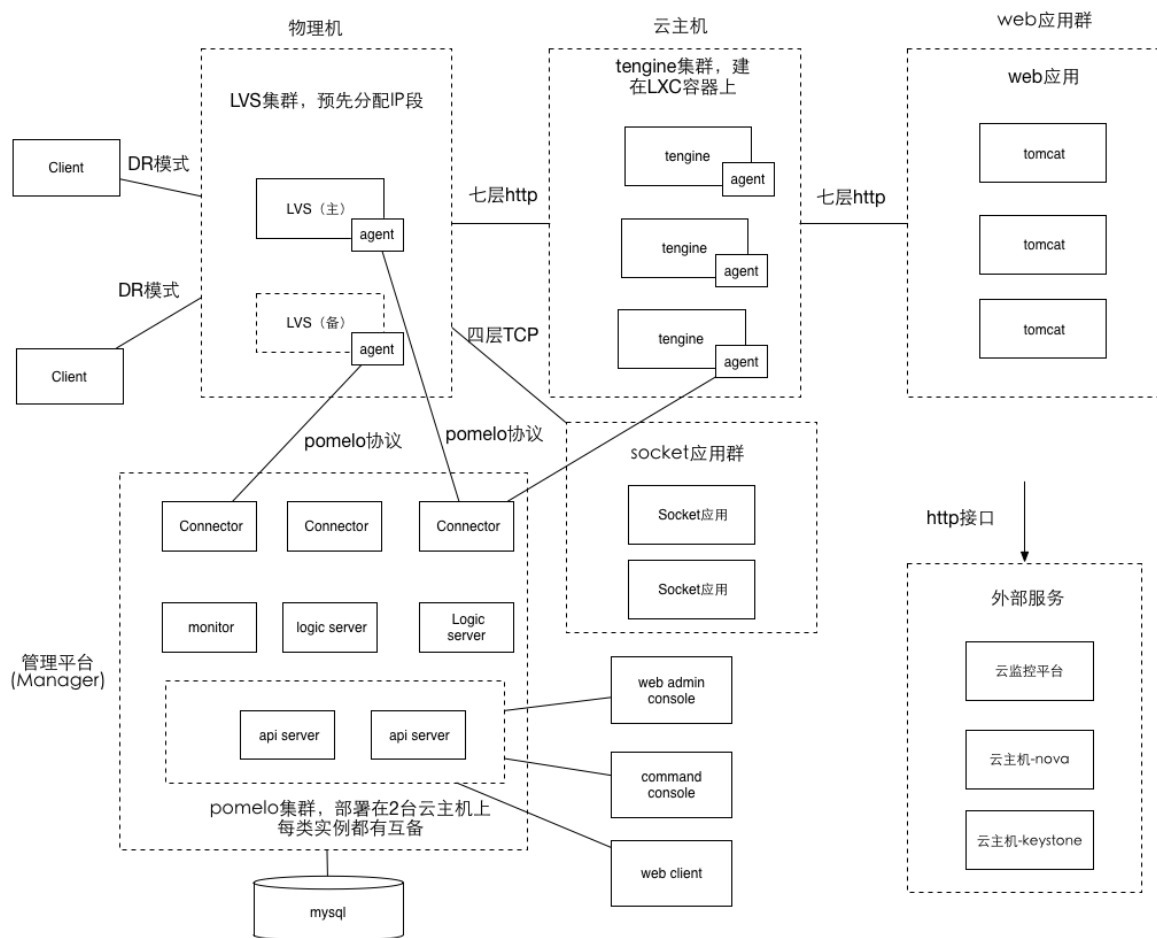 物理机
云主机
web应用群
LVS集群，预先分配IP段
tengine集群，建
在LXC容器上
web应用
Client
DR模式
LVS（主）
agent
七层http
tengine
agent
七层http
tomcat
tengine
agent
tomcat
DR模式
LVS（备）
agent
四层TCP
tengine
agent
tomcat
Client
pomelo协议
pomelo协议
socket应用群
Connector
Connector
Connector
Socket应用
http接口
Socket应用
外部服务
monitor
logic server
Logic
server
管理平台
(Manager)
web admin
console
云监控平台
api server
api server
command
console
云主机-nova
pomelo集群，部署在2台云主机上
每类实例都有互备
云主机-keystone
web client
mysql